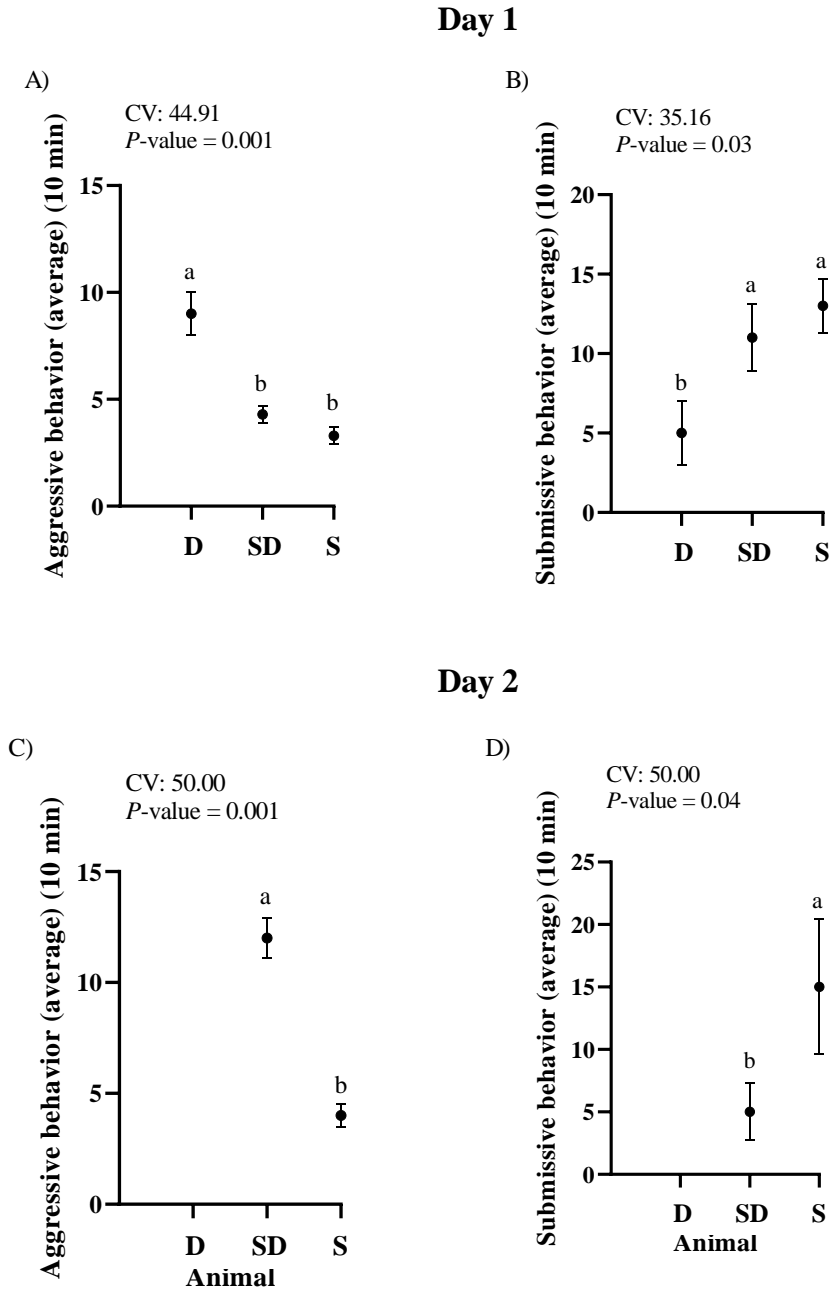 Day 1
A)
CV: 44.91
P-value = 0.001
Aggressive behavior (average) (10 min)
15
10
5
0
a
b
b
D SD S
B)
CV: 35.16
P-value = 0.03
Submissive behavior (average) (10 min)
20
15
10
5
0
b
a
a
D SD S
Day 2
C)
CV: 50.00
P-value = 0.001
Aggressive behavior (average) (10 min)
15
10
5
0
a
b
D SD S
Animal
D)
CV: 50.00
P-value = 0.04
Submissive behavior (average) (10 min)
25
20
15
10
5
0
b
a
D SD S
Animal